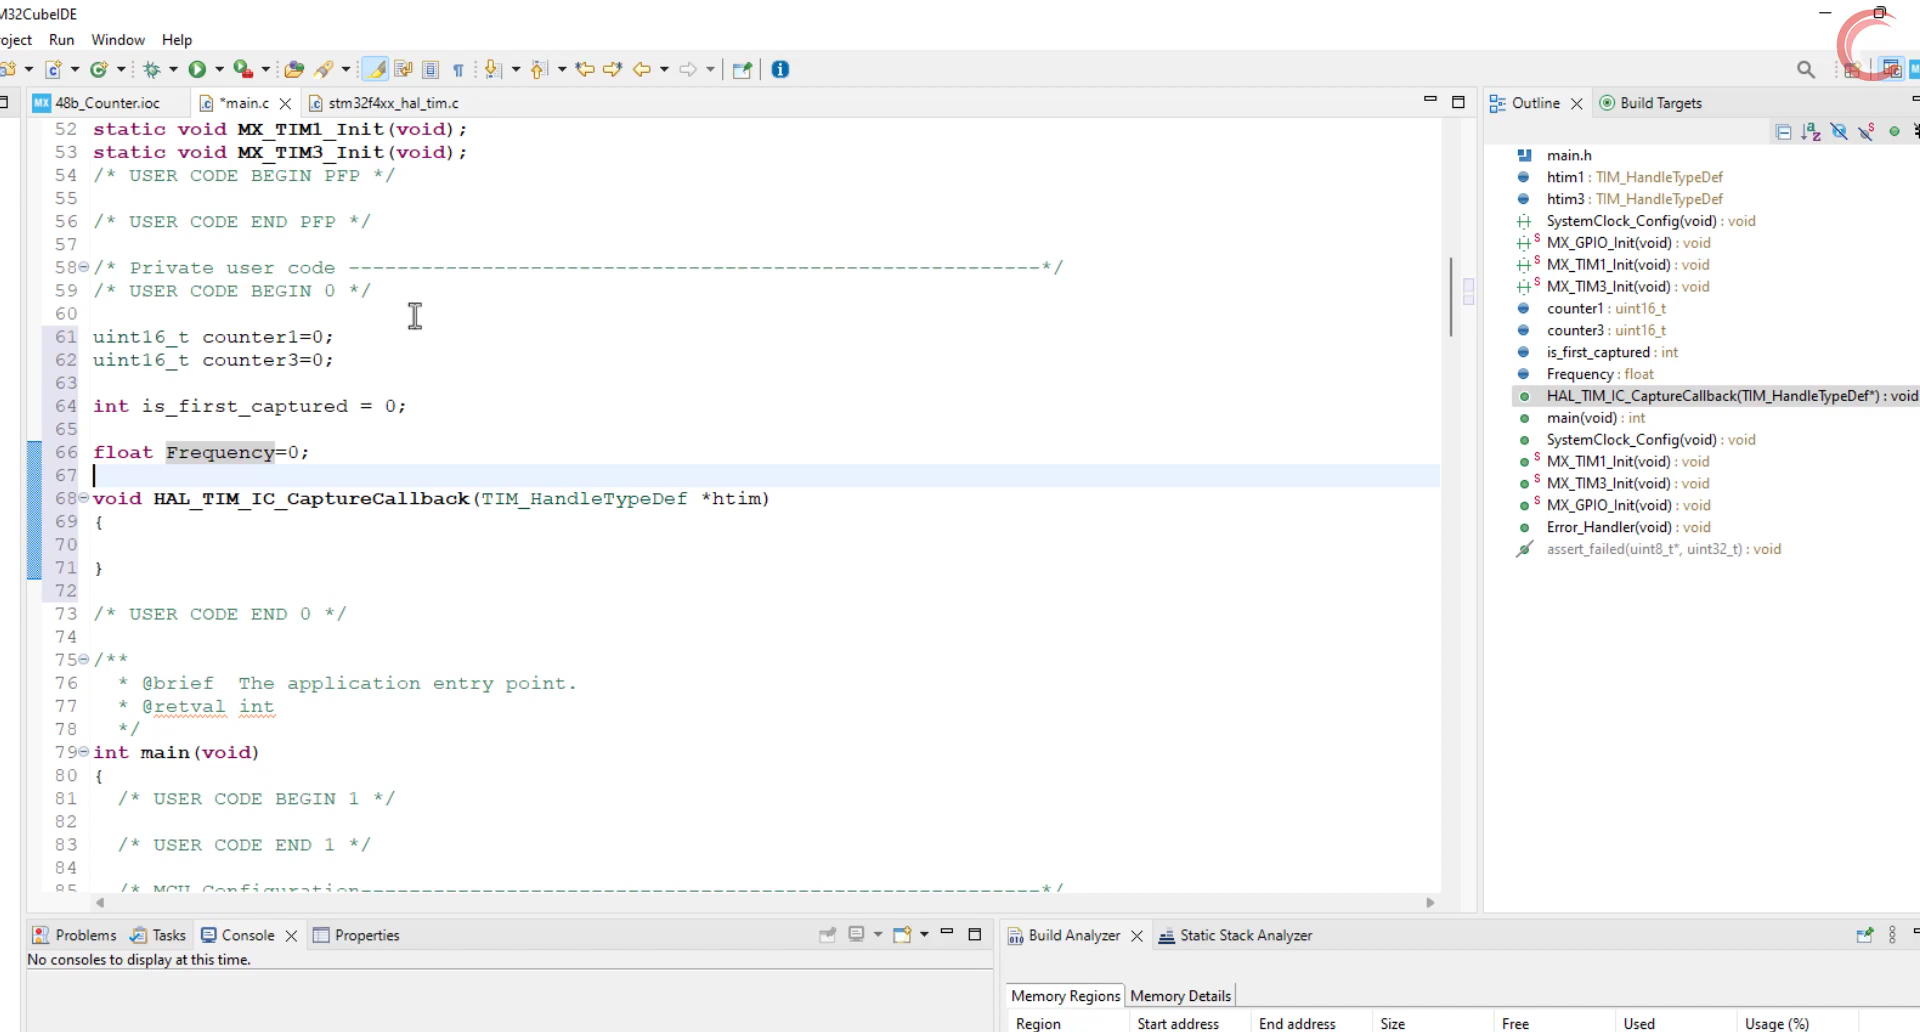 M32CubeIDE
oject Run Window Help
48b_Counter.ioc *main.c stm32f4xx_hal_tim.c
52 static void MX_TIM1_Init(void);
53 static void MX_TIM3_Init(void);
54 /* USER CODE BEGIN PFP */
55
56 /* USER CODE END PFP */
57
58 /* Private user code ---------------------------------------------------------*/
59 /* USER CODE BEGIN 0 */
60
61 uint16_t counter1=0;
62 uint16_t counter3=0;
63
64 int is_first_captured = 0;
65
66 float Frequency=0;
67
68 void HAL_TIM_IC_CaptureCallback(TIM_HandleTypeDef *htim)
69 {
70
71 }
72
73 /* USER CODE END 0 */
74
75 /**
76 * @brief The application entry point.
77 * @retval int
78 */
79 int main(void)
80 {
81 /* USER CODE BEGIN 1 */
82
83 /* USER CODE END 1 */
84
85 /* MCU Configuration--------------------------------------------------------*/
Outline Build Targets
main.h
htim1 : TIM_HandleTypeDef
htim3 : TIM_HandleTypeDef
SystemClock_Config(void) : void
MX_GPIO_Init(void) : void
MX_TIM1_Init(void) : void
MX_TIM3_Init(void) : void
counter1 : uint16_t
counter3 : uint16_t
is_first_captured : int
Frequency : float
HAL_TIM_IC_CaptureCallback(TIM_HandleTypeDef*) : void
main(void) : int
SystemClock_Config(void) : void
MX_TIM1_Init(void) : void
MX_TIM3_Init(void) : void
MX_GPIO_Init(void) : void
Error_Handler(void) : void
assert_failed(uint8_t*, uint32_t) : void
Problems Tasks Console Properties
No consoles to display at this time.
Build Analyzer Static Stack Analyzer
Memory Regions Memory Details
Region Start address End address Size Free Used Usage (%)